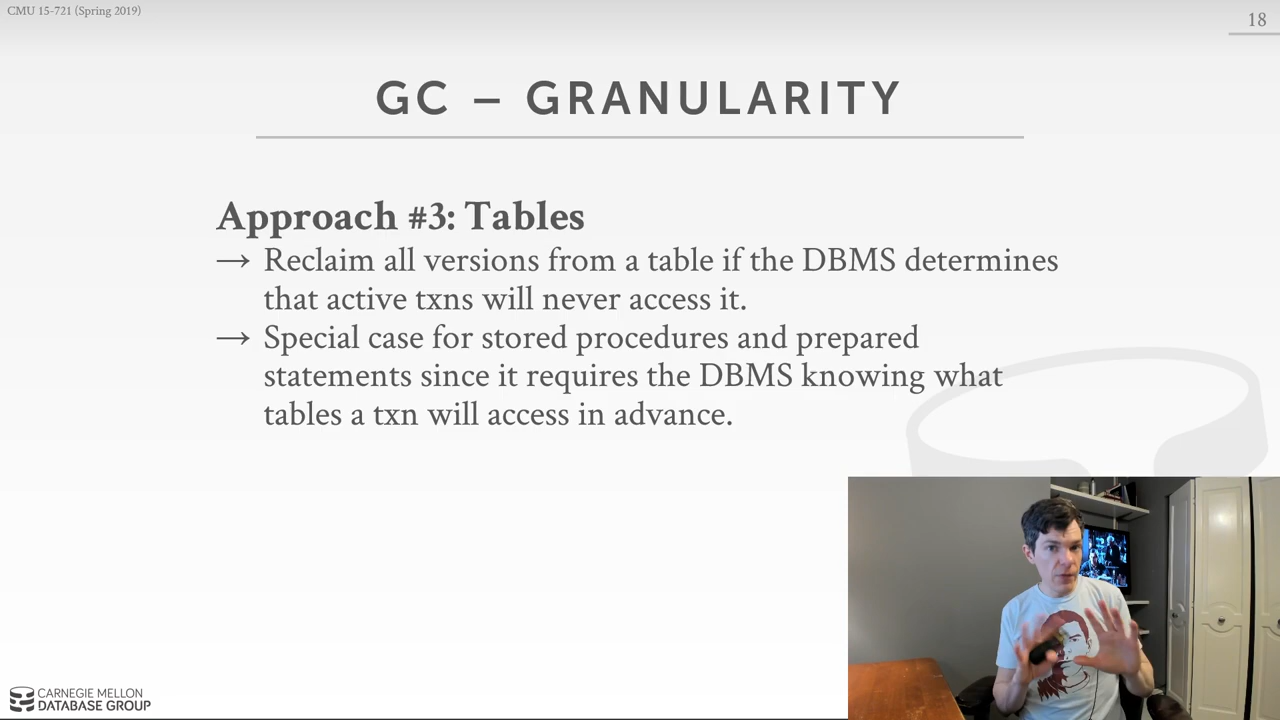 CMU 15-721 (Spring 2019)
18
GC – GRANULARITY
Approach #3: Tables
→ Reclaim all versions from a table if the DBMS determines
that active txns will never access it.
→ Special case for stored procedures and prepared
statements since it requires the DBMS knowing what
tables a txn will access in advance.
CARNEGIE MELLON
DATABASE GROUP